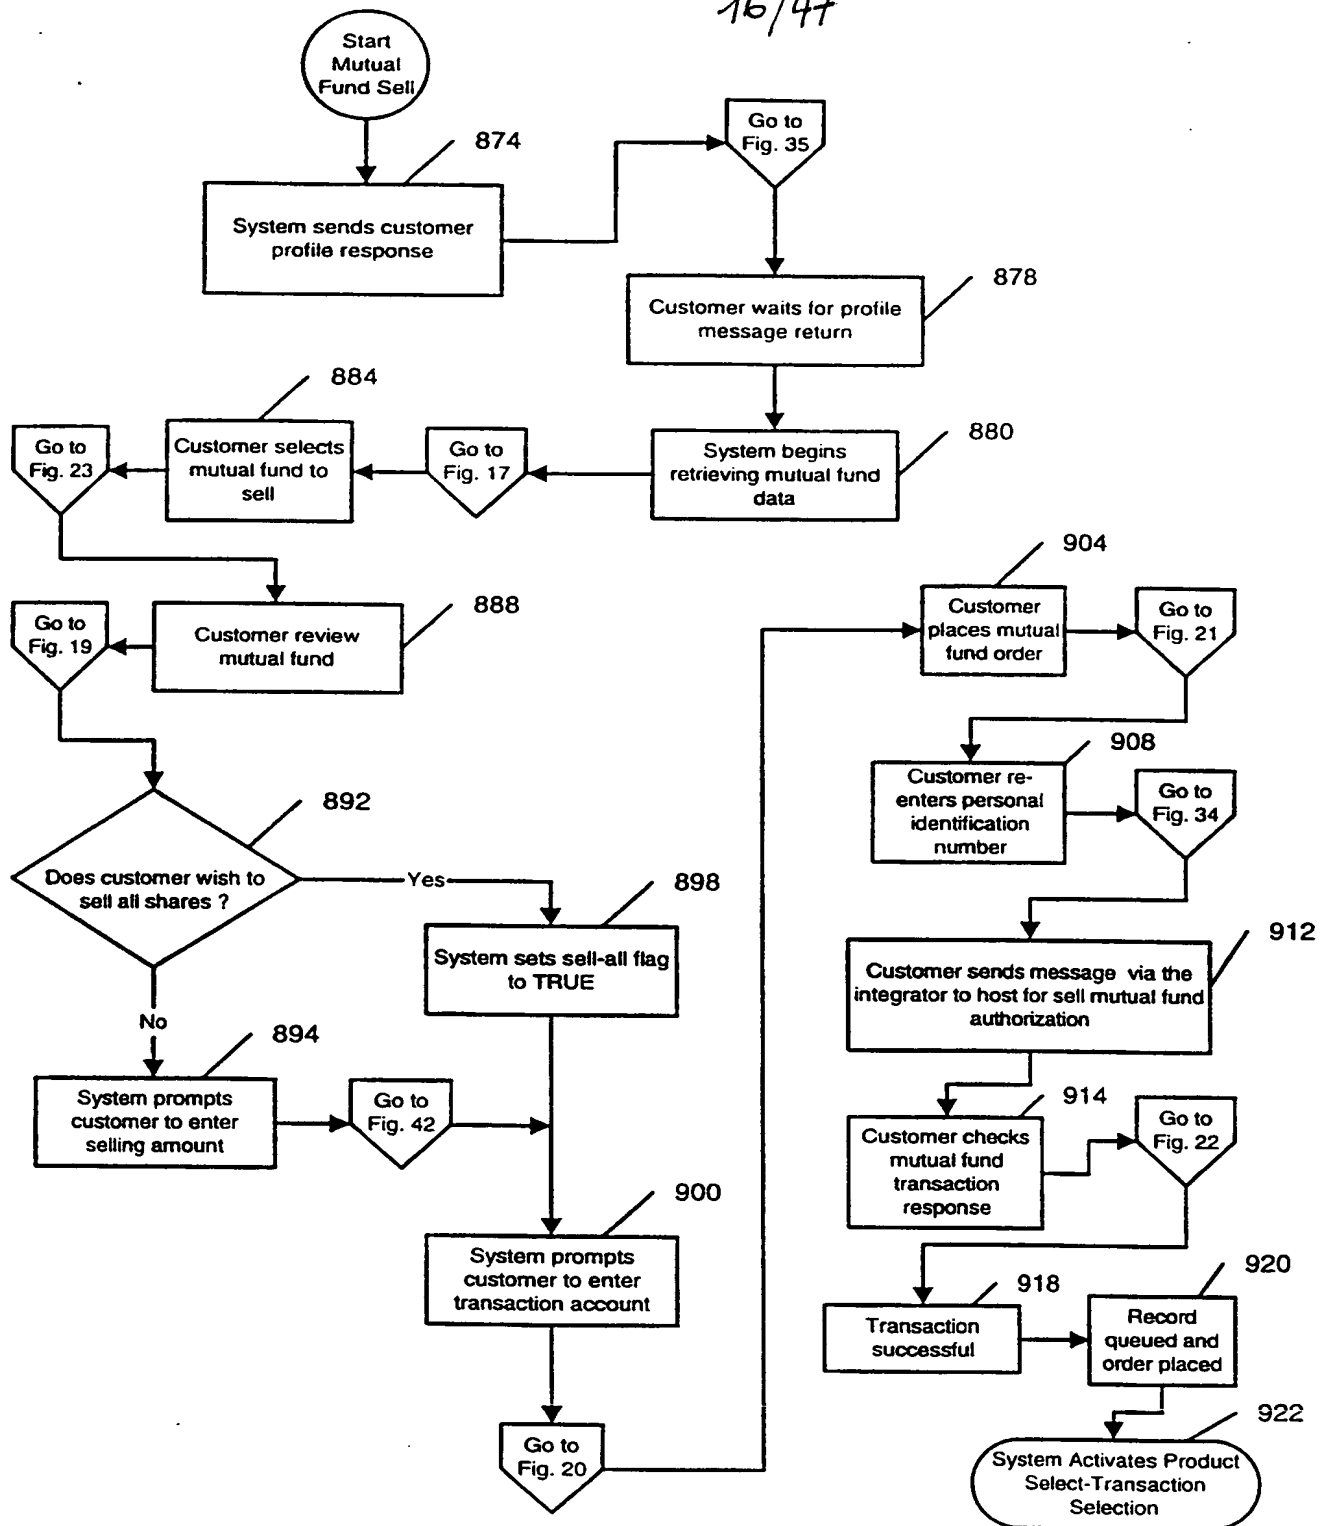 16/47
Start
Mutual
Fund Sell
874
Go to
Fig. 35
System sends customer
profile response
878
Customer waits for profile
message return
884
880
Go to
Fig. 23
Customer selects
mutual fund to
sell
Go to
Fig. 17
System begins
retrieving mutual fund
data
888
Go to
Fig. 19
Customer review
mutual fund
892
Does customer wish to
sell all shares ?
Yes
898
System sets sell-all flag
to TRUE
No
894
System prompts
customer to enter
selling amount
Go to
Fig. 42
900
System prompts
customer to enter
transaction account
Go to
Fig. 20
904
Customer
places mutual
fund order
Go to
Fig. 21
908
Customer re-
enters personal
identification
number
Go to
Fig. 34
912
Customer sends message via the
integrator to host for sell mutual fund
authorization
914
Customer checks
mutual fund
transaction
response
Go to
Fig. 22
918
Transaction
successful
920
Record
queued and
order placed
922
System Activates Product
Select-Transaction
Selection